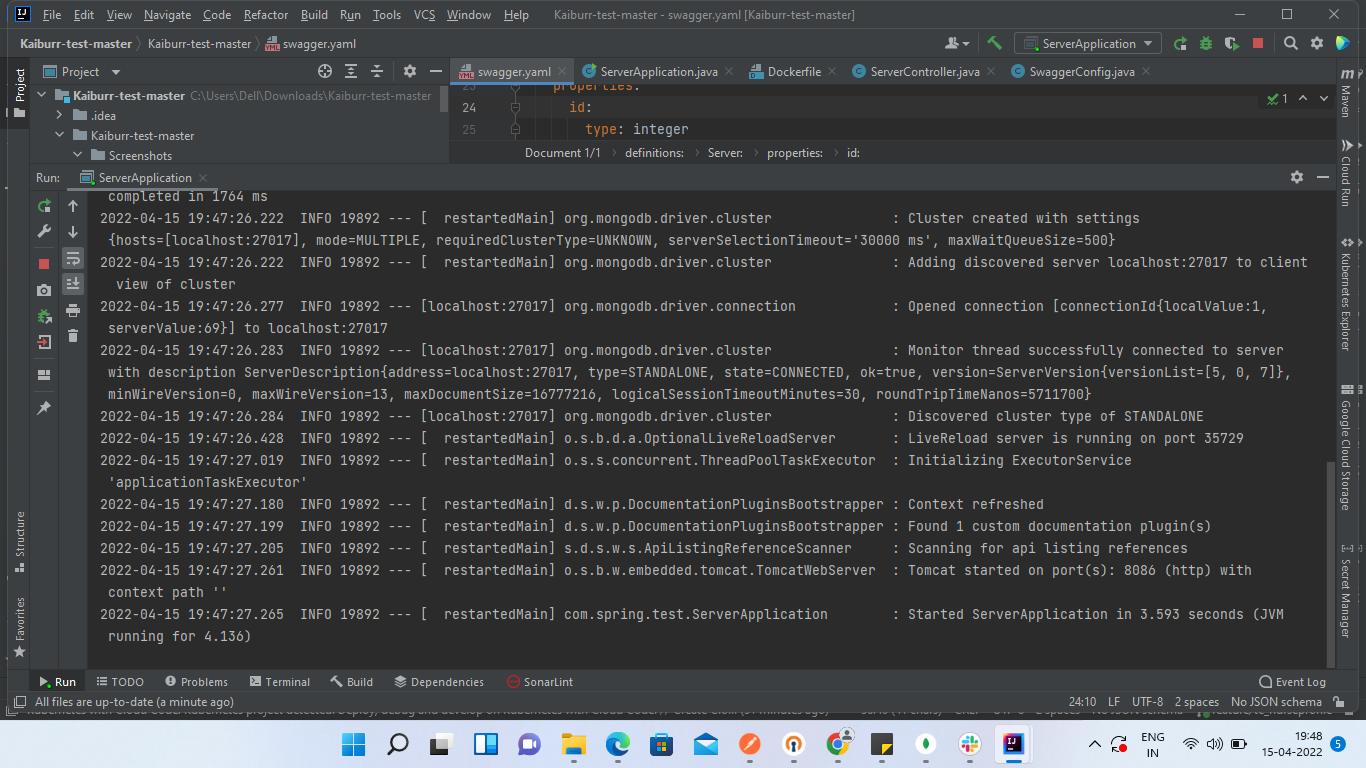 File Edit View Navigate Code Refactor Build Run Tools VCS Window Help Kaiburr-test-master - swagger.yaml [Kaiburr-test-master]
Kaiburr-test-master Kaiburr-test-master swagger.yaml ServerApplication
Project swagger.yaml ServerApplication.java Dockerfile ServerController.java SwaggerConfig.java
Kaiburr-test-master C:\Users\Dell\Downloads\Kaiburr-test-master
.idea
Kaiburr-test-master
Screenshots
23 properties:
24 id:
25 type: integer
1
Document 1/1 definitions: Server: properties: id:
Run: ServerApplication
completed in 1764 ms
2022-04-15 19:47:26.222 INFO 19892 --- [ restartedMain] org.mongodb.driver.cluster : Cluster created with settings
{hosts=[localhost:27017], mode=MULTIPLE, requiredClusterType=UNKNOWN, serverSelectionTimeout='30000 ms', maxWaitQueueSize=500}
2022-04-15 19:47:26.222 INFO 19892 --- [ restartedMain] org.mongodb.driver.cluster : Adding discovered server localhost:27017 to client
view of cluster
2022-04-15 19:47:26.277 INFO 19892 --- [localhost:27017] org.mongodb.driver.connection : Opened connection [connectionId{localValue:1,
serverValue:69}] to localhost:27017
2022-04-15 19:47:26.283 INFO 19892 --- [localhost:27017] org.mongodb.driver.cluster : Monitor thread successfully connected to server
with description ServerDescription{address=localhost:27017, type=STANDALONE, state=CONNECTED, ok=true, version=ServerVersion{versionList=[5, 0, 7]},
minWireVersion=0, maxWireVersion=13, maxDocumentSize=16777216, logicalSessionTimeoutMinutes=30, roundTripTimeNanos=5711700}
2022-04-15 19:47:26.284 INFO 19892 --- [localhost:27017] org.mongodb.driver.cluster : Discovered cluster type of STANDALONE
2022-04-15 19:47:26.428 INFO 19892 --- [ restartedMain] o.s.b.d.a.OptionalLiveReloadServer : LiveReload server is running on port 35729
2022-04-15 19:47:27.019 INFO 19892 --- [ restartedMain] o.s.s.concurrent.ThreadPoolTaskExecutor : Initializing ExecutorService
'applicationTaskExecutor'
2022-04-15 19:47:27.180 INFO 19892 --- [ restartedMain] d.s.w.p.DocumentationPluginsBootstrapper : Context refreshed
2022-04-15 19:47:27.199 INFO 19892 --- [ restartedMain] d.s.w.p.DocumentationPluginsBootstrapper : Found 1 custom documentation plugin(s)
2022-04-15 19:47:27.205 INFO 19892 --- [ restartedMain] s.d.s.w.s.ApiListingReferenceScanner : Scanning for api listing references
2022-04-15 19:47:27.261 INFO 19892 --- [ restartedMain] o.s.b.w.embedded.tomcat.TomcatWebServer : Tomcat started on port(s): 8086 (http) with
context path ''
2022-04-15 19:47:27.265 INFO 19892 --- [ restartedMain] com.spring.test.ServerApplication : Started ServerApplication in 3.593 seconds (JVM
running for 4.136)
Project
Structure
Favorites
Maven
Cloud Run
Kubernetes Explorer
Google Cloud Storage
Secret Manager
Run TODO Problems Terminal Build Dependencies SonarLint Event Log
All files are up-to-date (a minute ago) 24:10 LF UTF-8 2 spaces No JSON schema
ENG
IN
19:48
15-04-2022
5